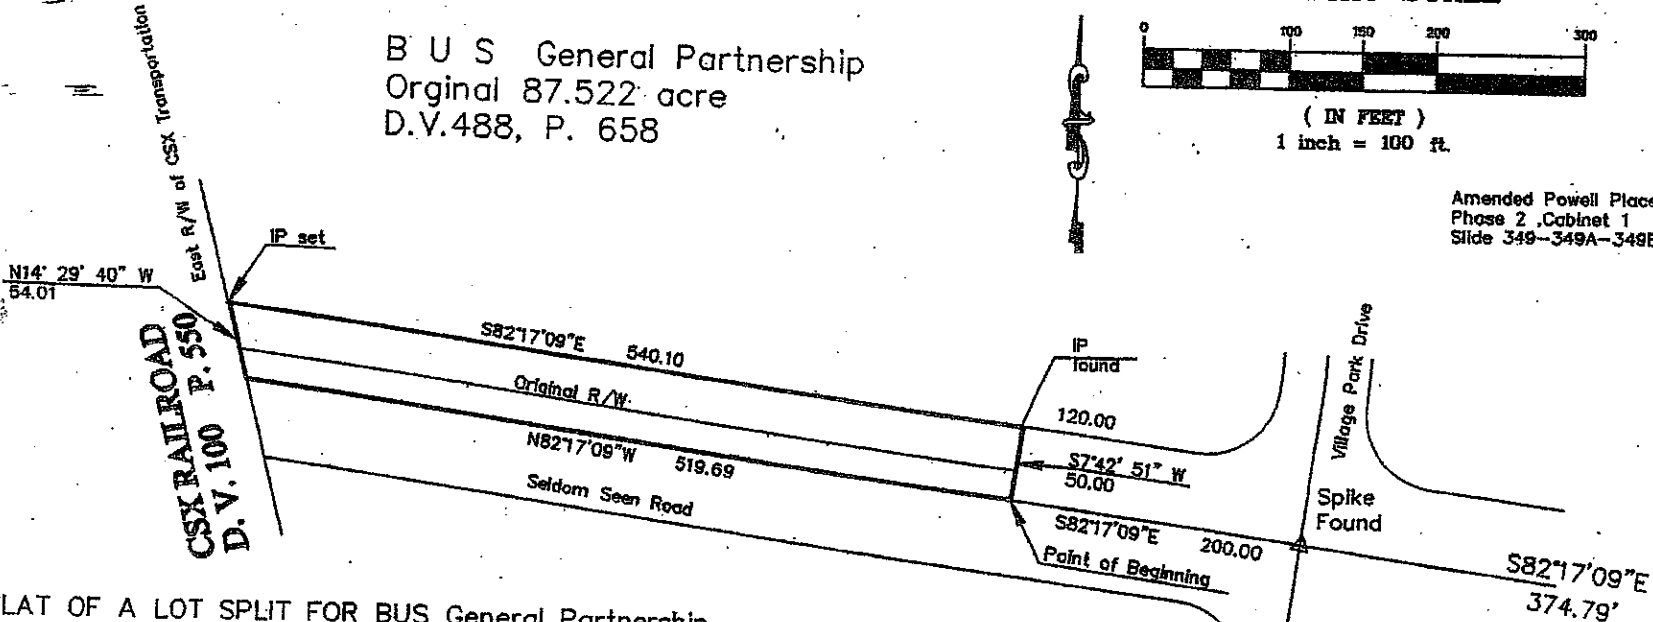 B U S General Partnership
Orginal 87.522 acre
D.V.488, P. 658
0 100 150 200 300
( IN FEET )
1 inch = 100 ft.
Amended Powell Place
Phase 2 ,Cabinet 1
Slide 349-349A-349B
East R/W of CSX Transportation
IP set
N14° 29' 40" W
54.01
CSX RAILROAD
D. V. 100 P. 550
S82°17'09"E 540.10
Original R/W
N82°17'09"W 519.69
Seldom Seen Road
IP
found
120.00
S7°42' 51" W
50.00
Village Park Drive
Spike
Found
S82°17'09"E 200.00
Point of Beginning
S82°17'09"E
374.79'
LAT OF A LOT SPLIT FOR BUS General Partnership